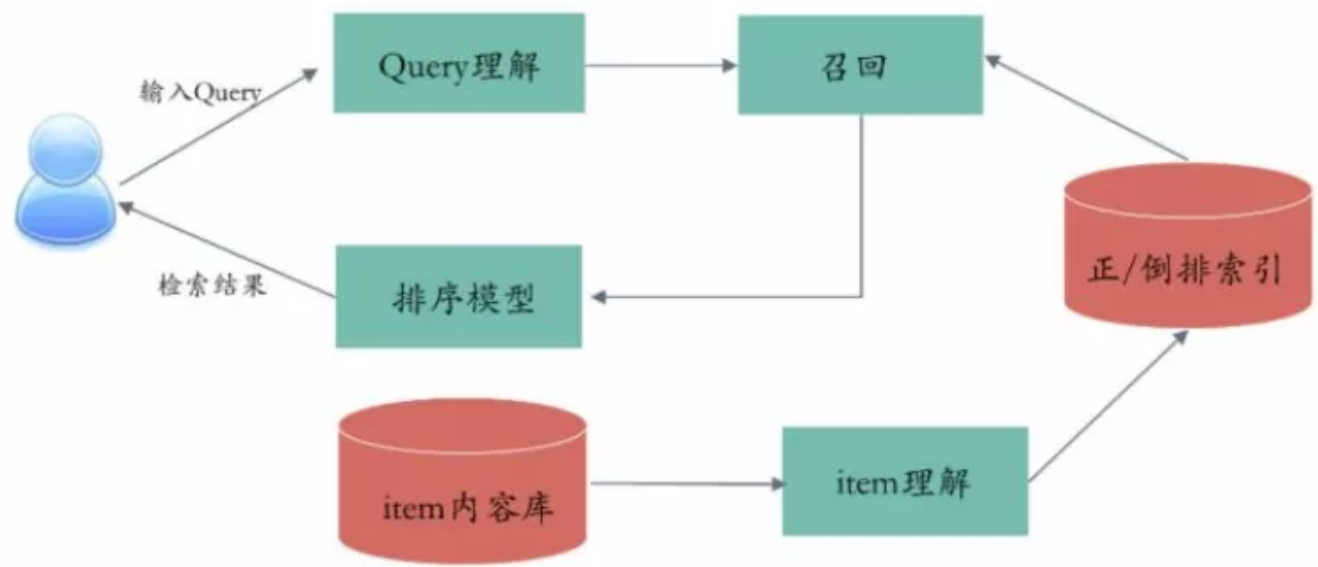 Query理解
召回
输入Query
正/倒排索引
检索结果
排序模型
item内容库
item理解